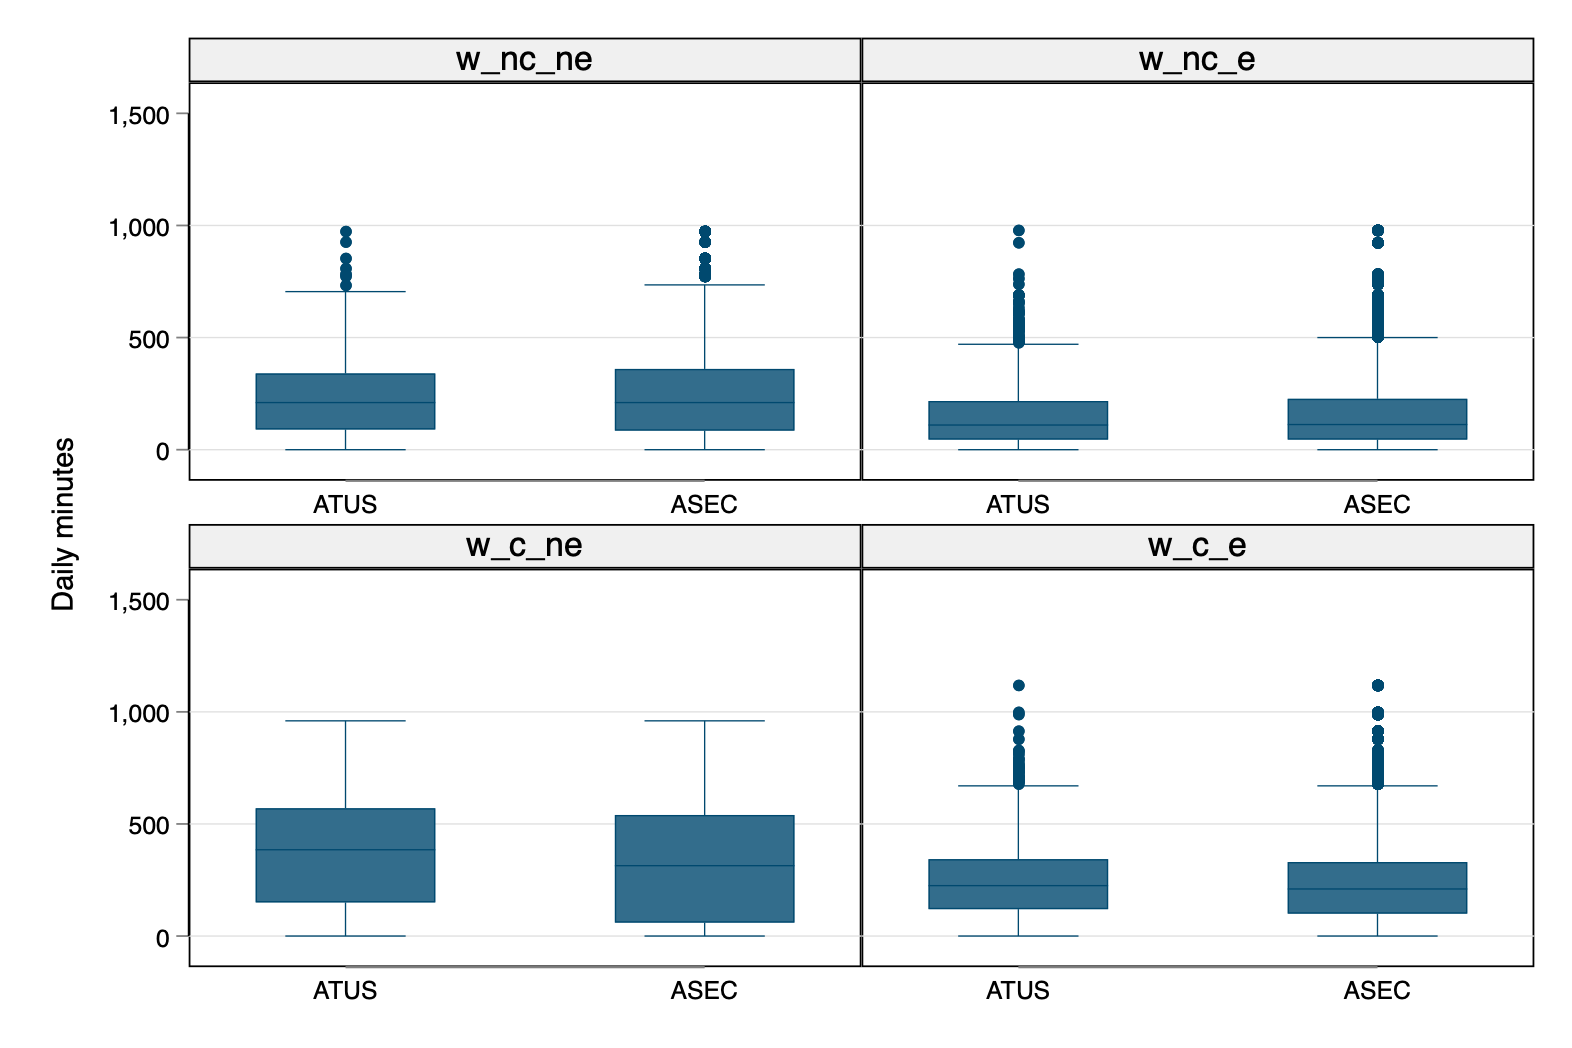 w_nc_ne
w_nc_e
1,500
1,000
500
0
ATUS
ASEC
ATUS
ASEC
Daily minutes
w_c_ne
w_c_e
1,500
1,000
500
0
ATUS
ASEC
ATUS
ASEC